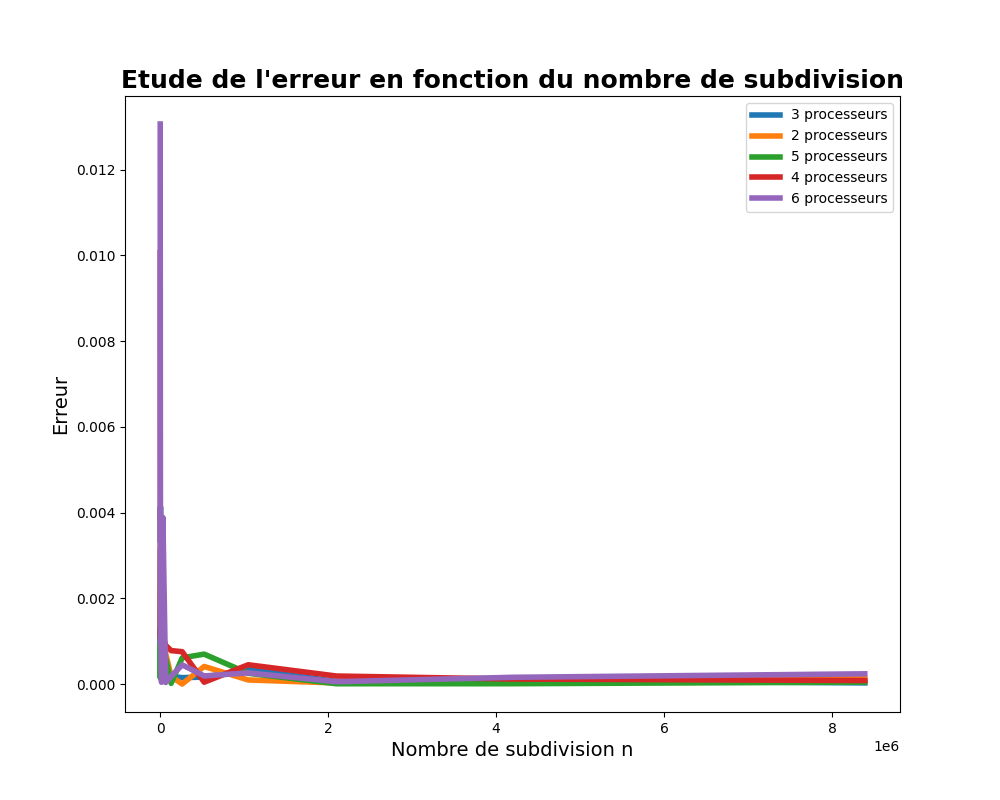 Etude de l'erreur en fonction du nombre de subdivision
3 processeurs
2 processeurs
5 processeurs
4 processeurs
6 processeurs
0.012
0.010
0.008
0.006
0.004
0.002
0.000
Erreur
0 2 4 6 8
1e6
Nombre de subdivision n